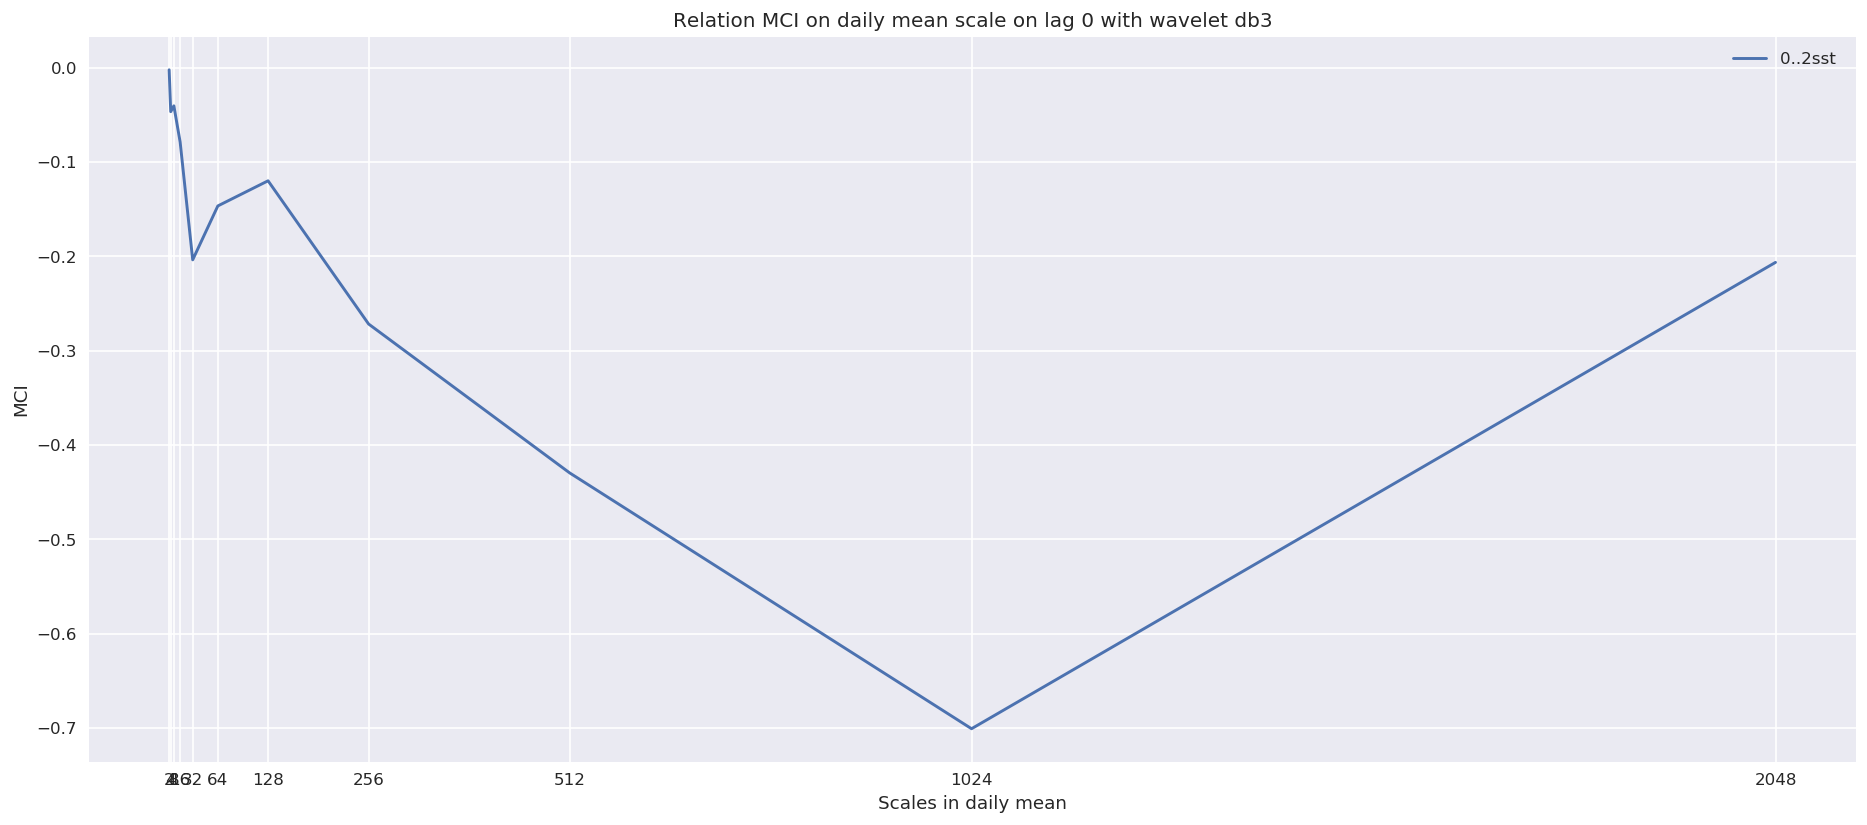 Relation MCI on daily mean scale on lag 0 with wavelet db3
0..2sst
0.0
−0.1
−0.2
−0.3
−0.4
−0.5
−0.6
−0.7
MCI
32 64 128 256 512 1024 2048
Scales in daily mean